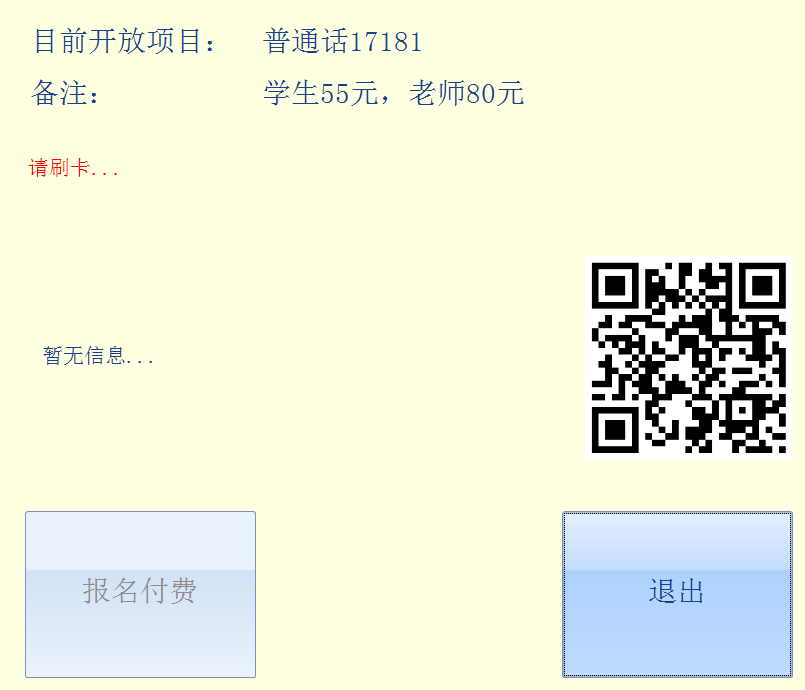 目前开放项目： 普通话17181
备注： 学生55元，老师80元
请刷卡...
暂无信息...
报名付费 退出